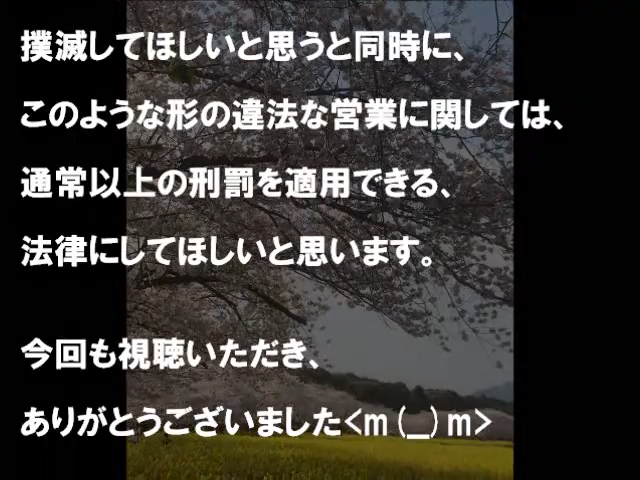 撲滅してほしいと思うと同時に、
このような形の違法な営業に関しては、
通常以上の刑罰を適用できる、
法律にしてほしいと思います。
今回も視聴いただき、
ありがとうございました<m(_)m>